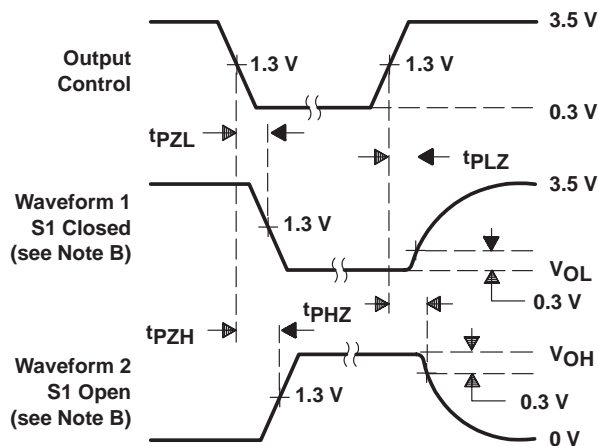 3.5 V
Output
Control
1.3 V
1.3 V
0.3 V
tPZL
tPLZ
Waveform 1
S1 Closed
(see Note B)
3.5 V
1.3 V
VOL
0.3 V
tPZH
tPHZ
Waveform 2
S1 Open
(see Note B)
VOH
1.3 V
0.3 V
0 V